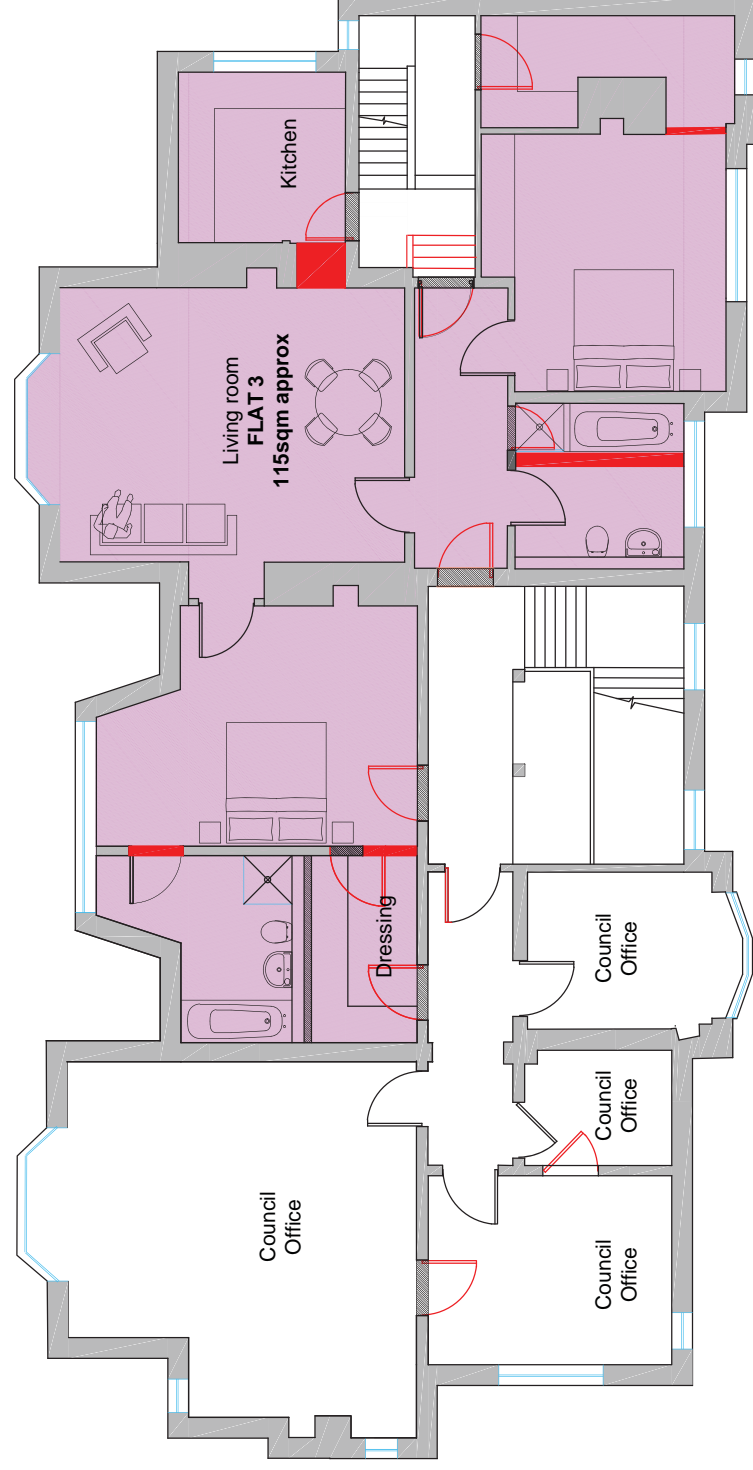 Kitchen
Living room
FLAT 3
115sqm approx
Dressing
Council
Office
Council
Office
Council
Office
Council
Office